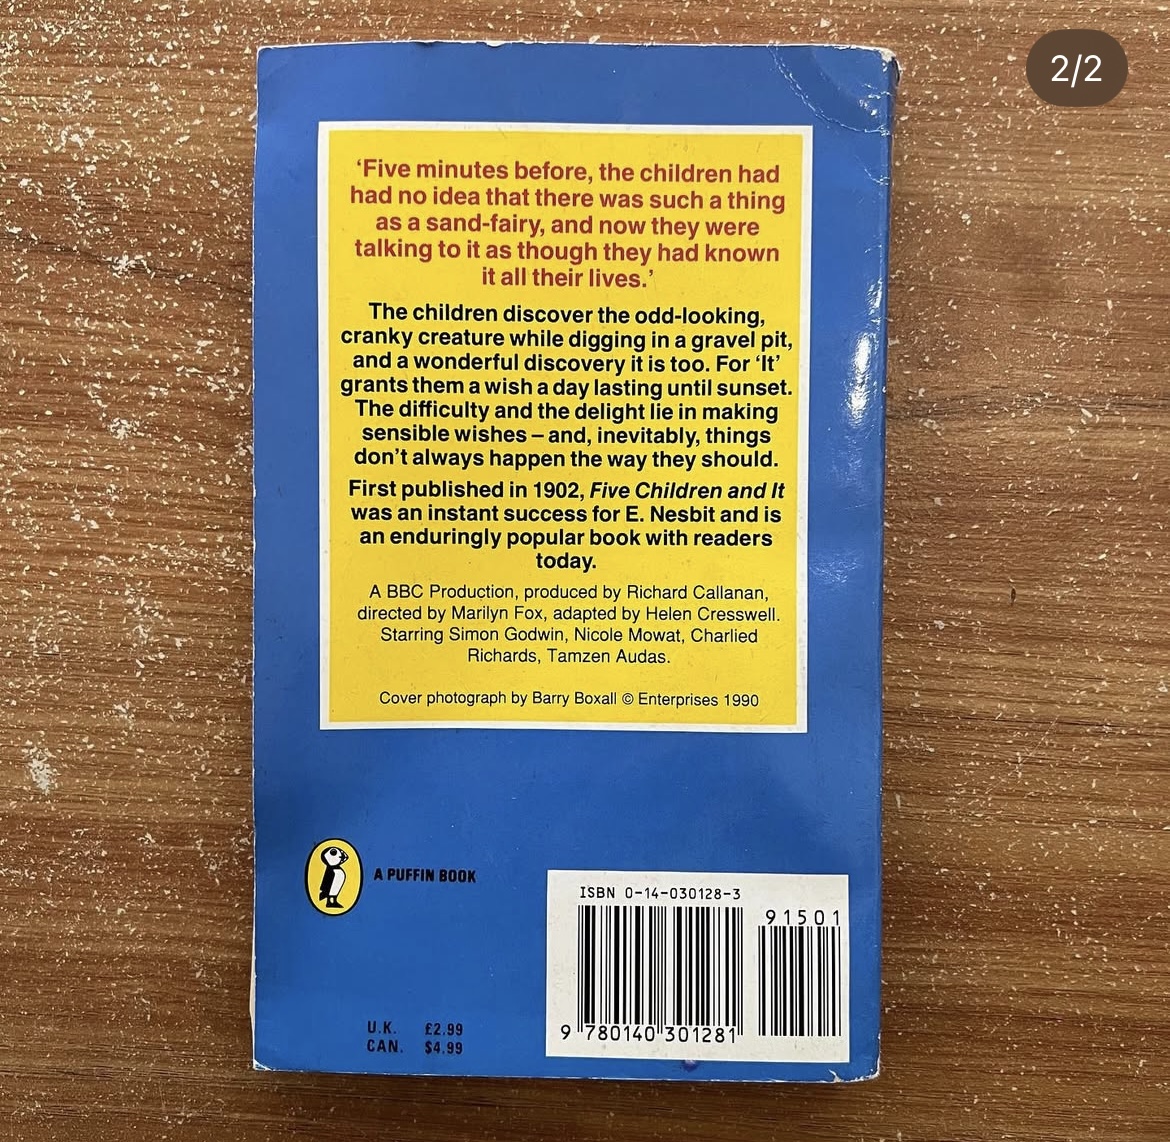 2/2
‘Five minutes before, the children had
had no idea that there was such a thing
as a sand-fairy, and now they were
talking to it as though they had known
it all their lives.’
The children discover the odd-looking,
cranky creature while digging in a gravel pit,
and a wonderful discovery it is too. For ‘It’
grants them a wish a day lasting until sunset.
The difficulty and the delight lie in making
sensible wishes – and, inevitably, things
don’t always happen the way they should.
First published in 1902, Five Children and It
was an instant success for E. Nesbit and is
an enduringly popular book with readers
today.
A BBC Production, produced by Richard Callanan,
directed by Marilyn Fox, adapted by Helen Cresswell.
Starring Simon Godwin, Nicole Mowat, Charlied
Richards, Tamzen Audas.
Cover photograph by Barry Boxall © Enterprises 1990
A PUFFIN BOOK
ISBN 0-14-030128-3
91501
9 780140 301281
U.K. £2.99
CAN. $4.99